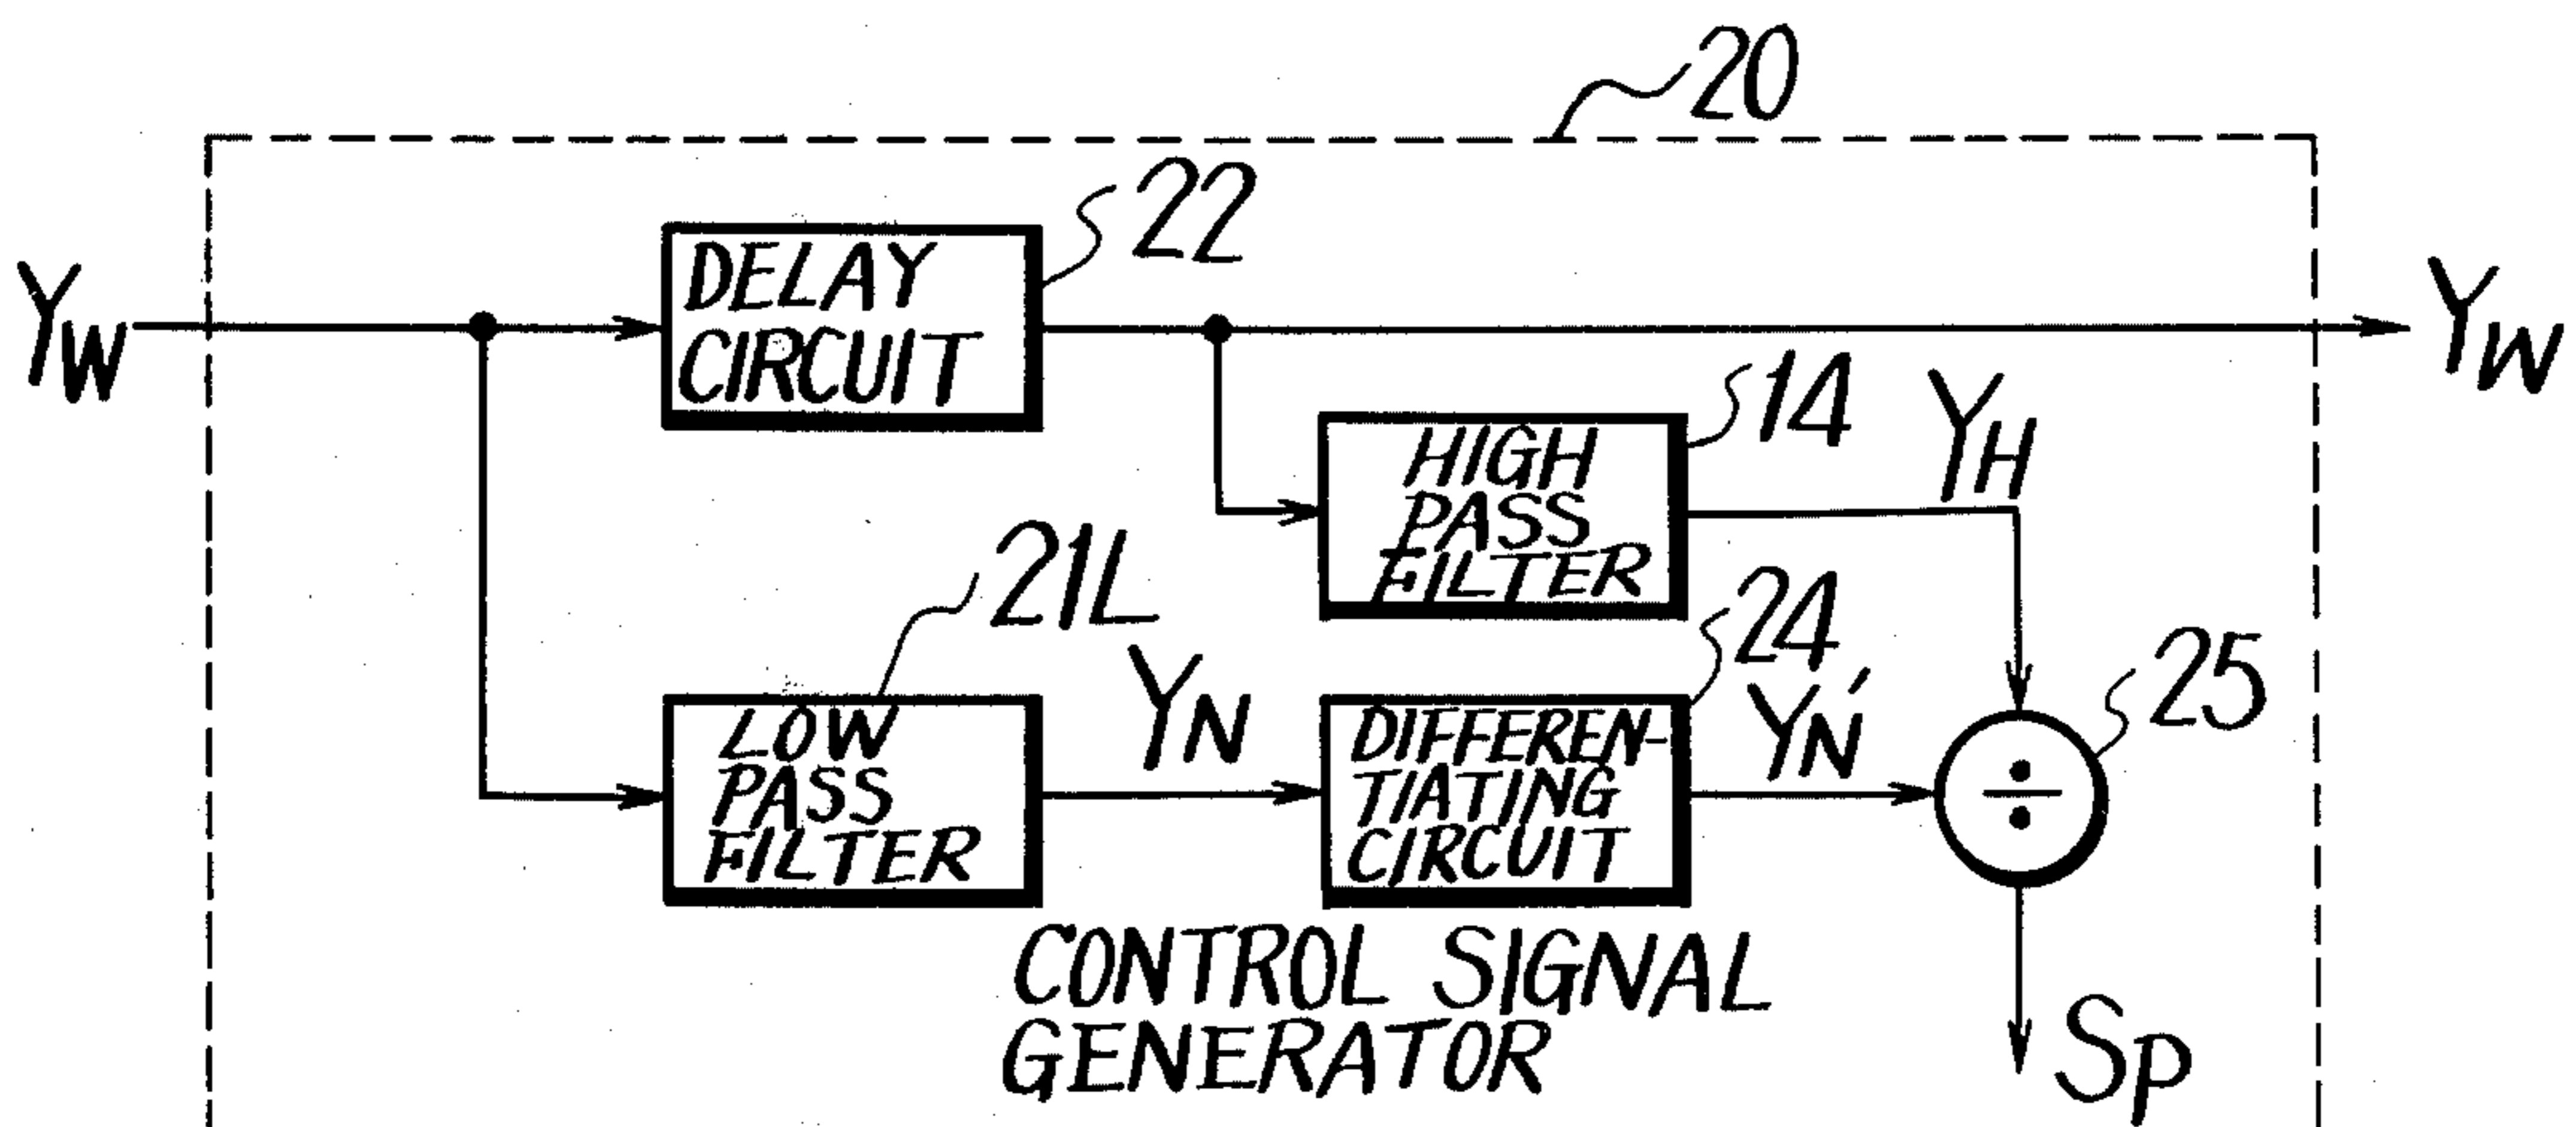 20
22
DELAY
CIRCUIT
YW
YW
14
HIGH
PASS
FILTER
YH
21L
LOW
PASS
FILTER
YN
24
DIFFEREN-
TIATING
CIRCUIT
YN'
25
÷
CONTROL SIGNAL
GENERATOR
SP